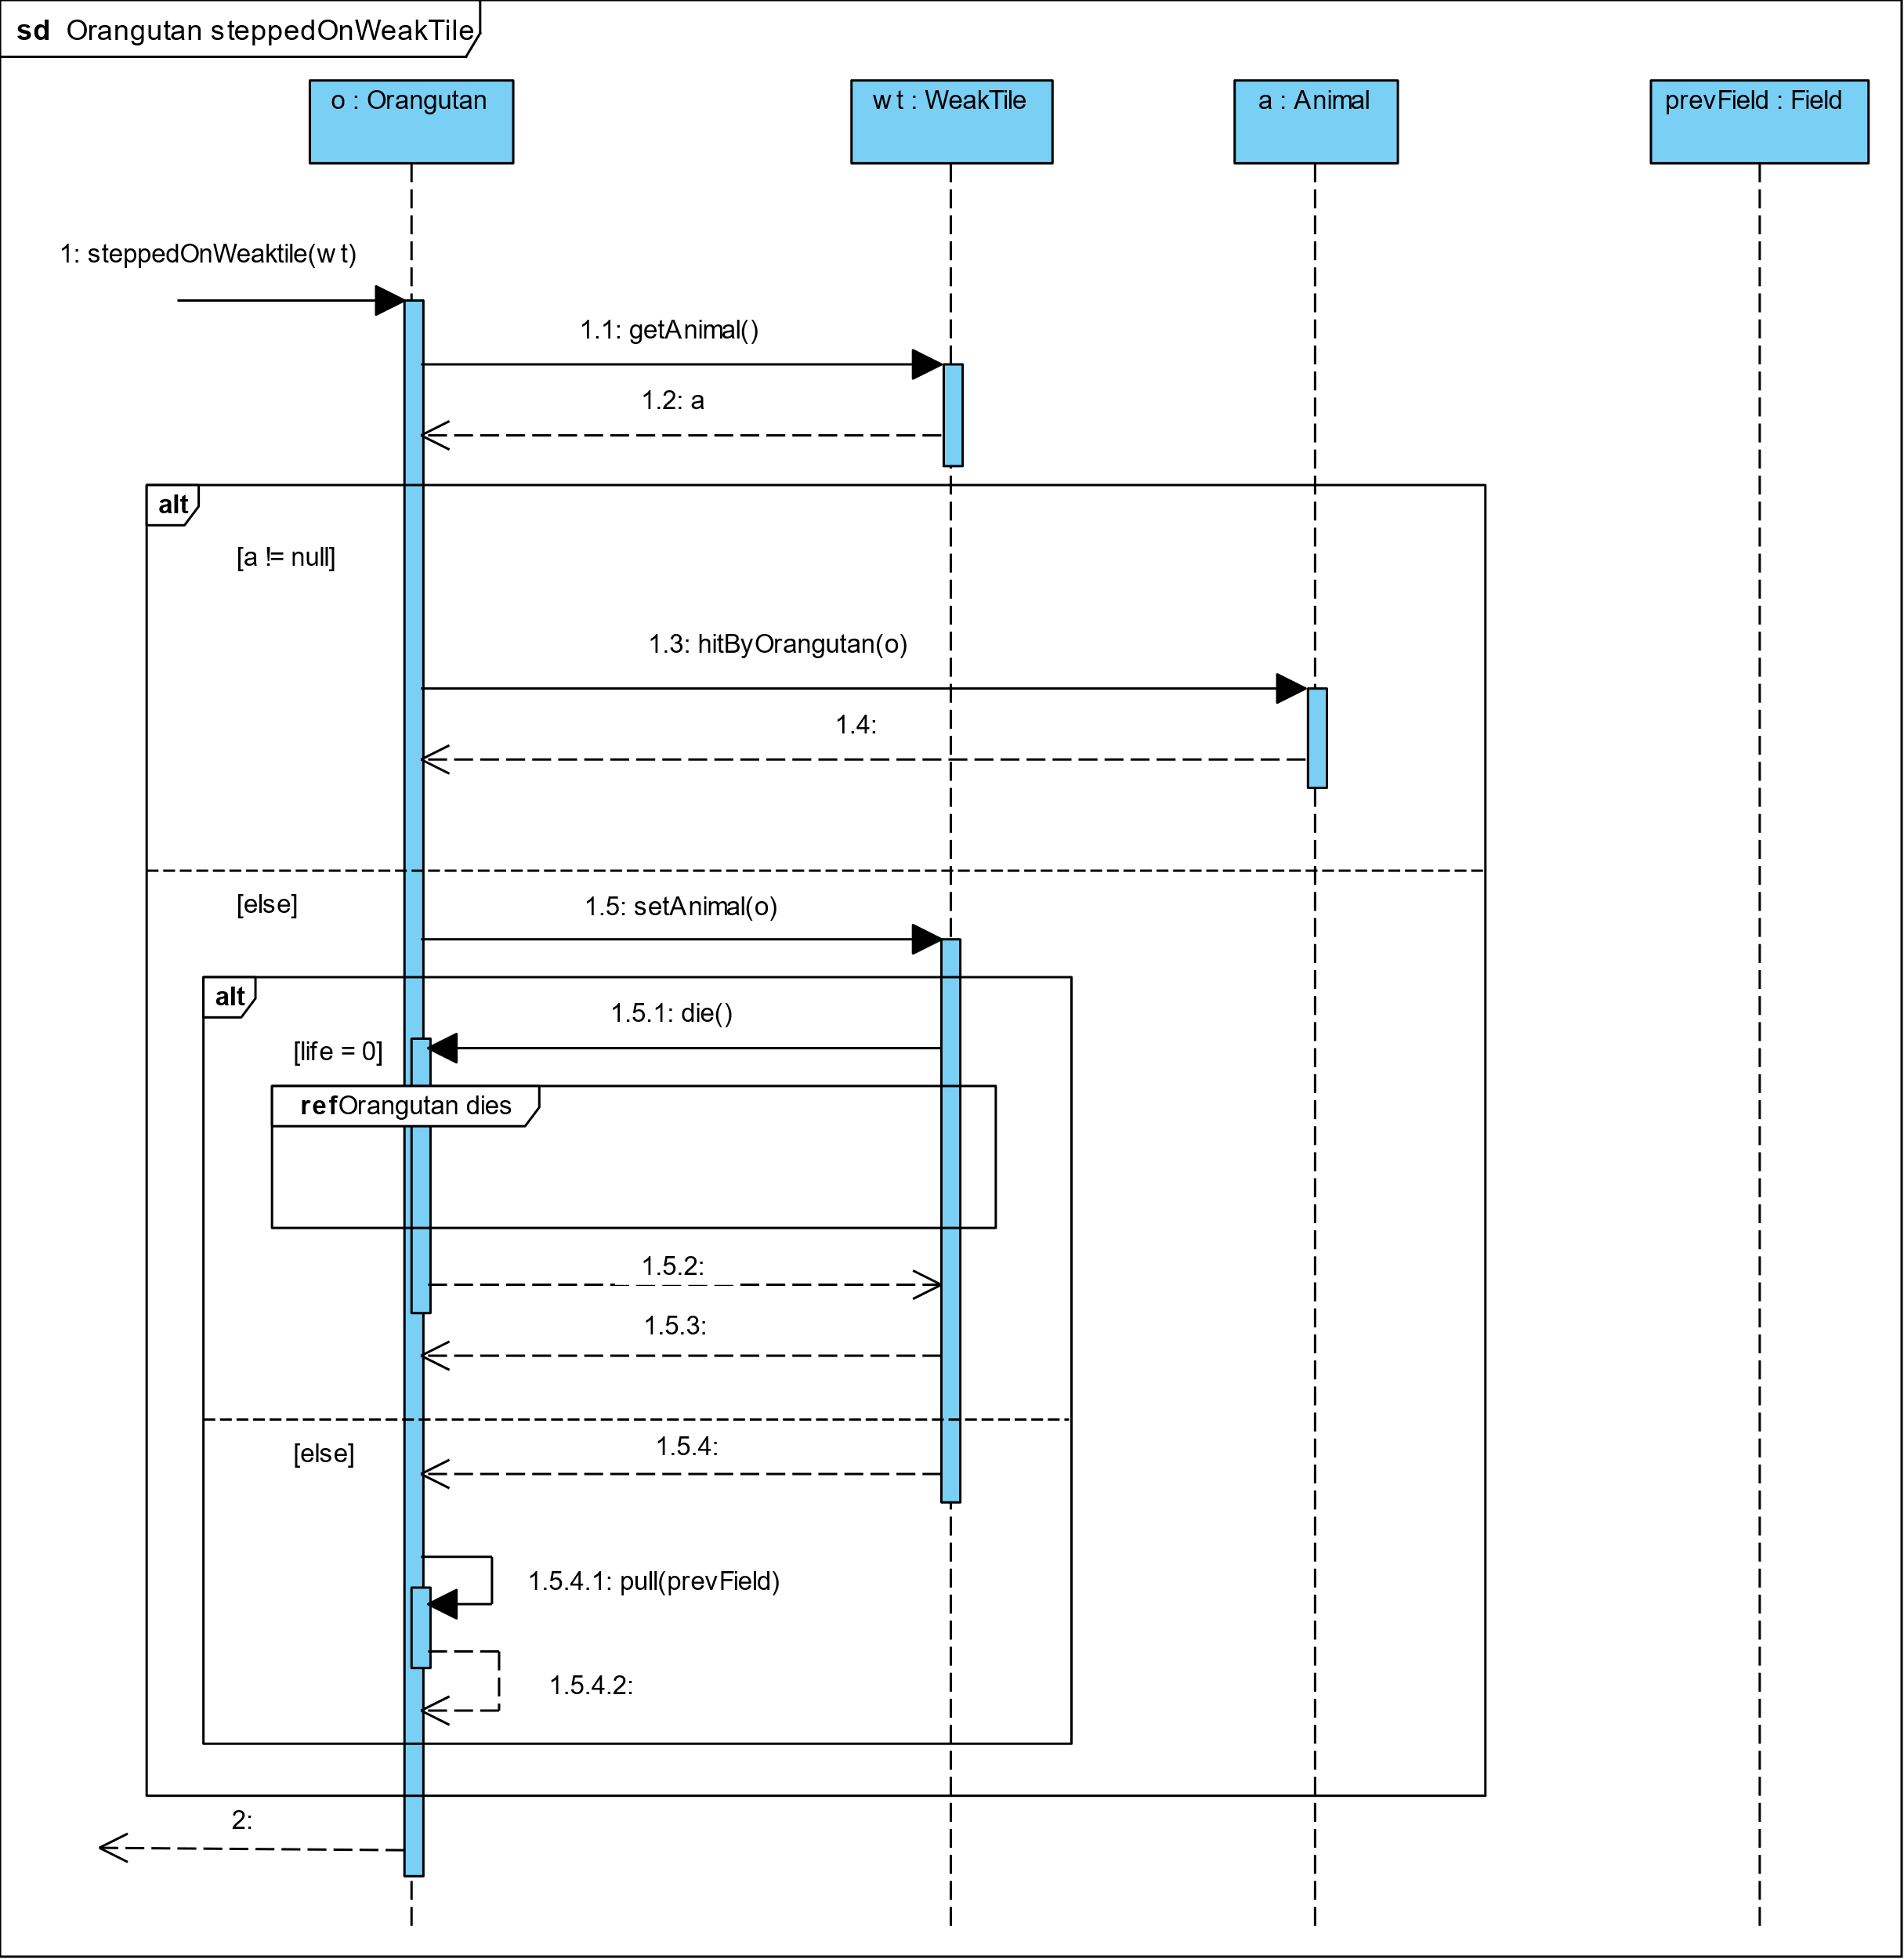 sd Orangutan steppedOnWeakTile
o : Orangutan
wt : WeakTile
a : Animal
prevField : Field
1: steppedOnWeaktile(wt)
1.1: getAnimal()
1.2: a
alt
[a != null]
1.3: hitByOrangutan(o)
1.4:
[else]
1.5: setAnimal(o)
alt
1.5.1: die()
[life = 0]
ref Orangutan dies
1.5.2:
1.5.3:
[else]
1.5.4:
1.5.4.1: pull(prevField)
1.5.4.2:
2: